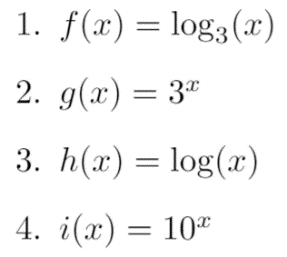 1. f(x) = log₃(x)
2. g(x) = 3ˣ
3. h(x) = log(x)
4. i(x) = 10ˣ